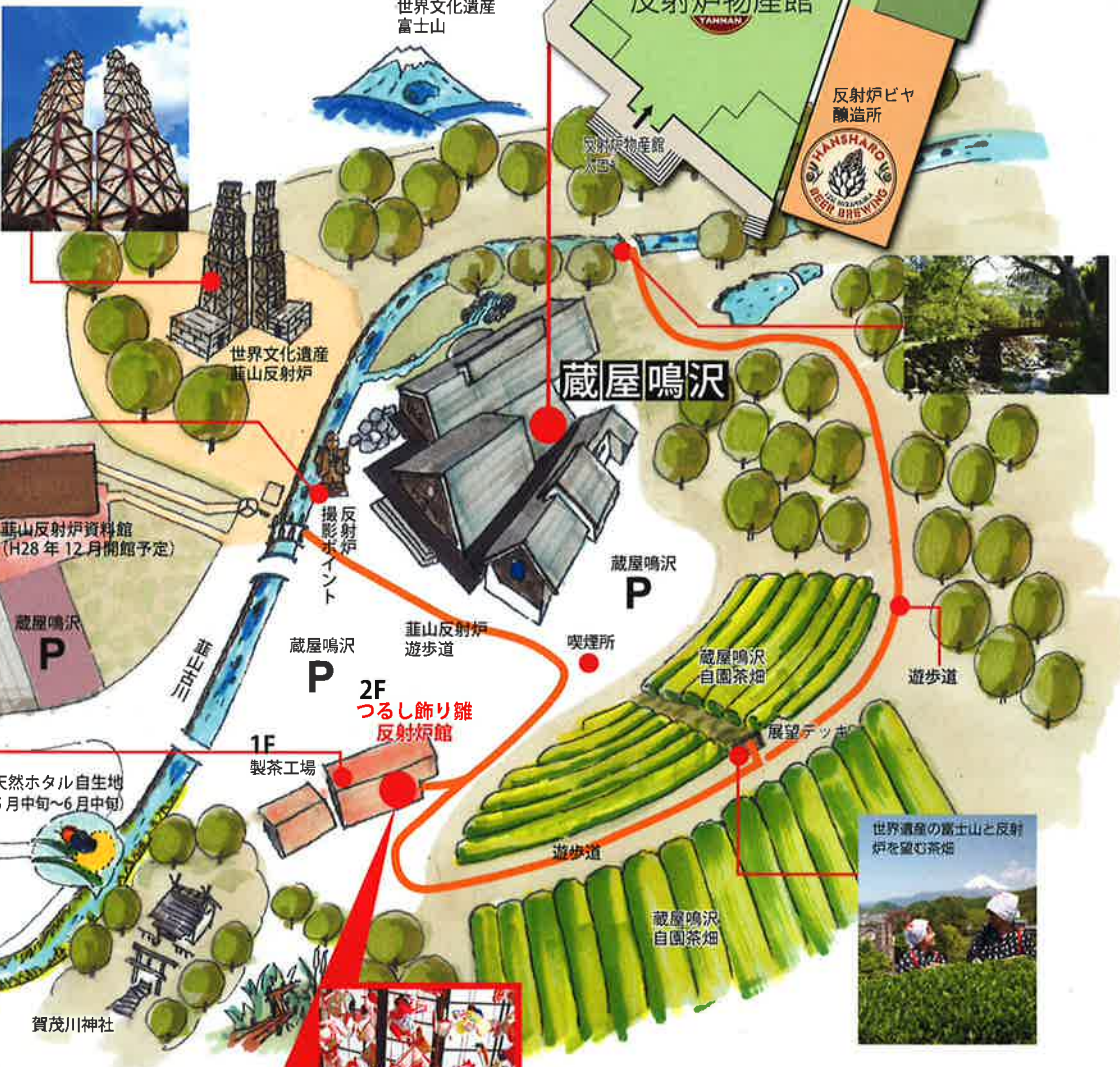 世界文化遺産
富士山
反射炉物産館
YANNAN
反射炉ビヤ
醸造所
HANSHARO
BEER BREWING
反射炉物産館
世界文化遺産
韮山反射炉
蔵屋鳴沢
韮山反射炉資料館
(H28年12月開館予定)
反射炉
撮影ポイント
蔵屋鳴沢
P
蔵屋鳴沢
P
蔵屋鳴沢
P
韮山反射炉
遊歩道
喫煙所
韮山古川
蔵屋鳴沢
自園茶畑
遊歩道
展望デッキ
2F
つるし飾り雛
反射炉館
1F
製茶工場
天然ホタル自生地
月中旬～6月中旬)
遊歩道
世界遺産の富士山と反射
炉を望む茶畑
蔵屋鳴沢
自園茶畑
賀茂川神社